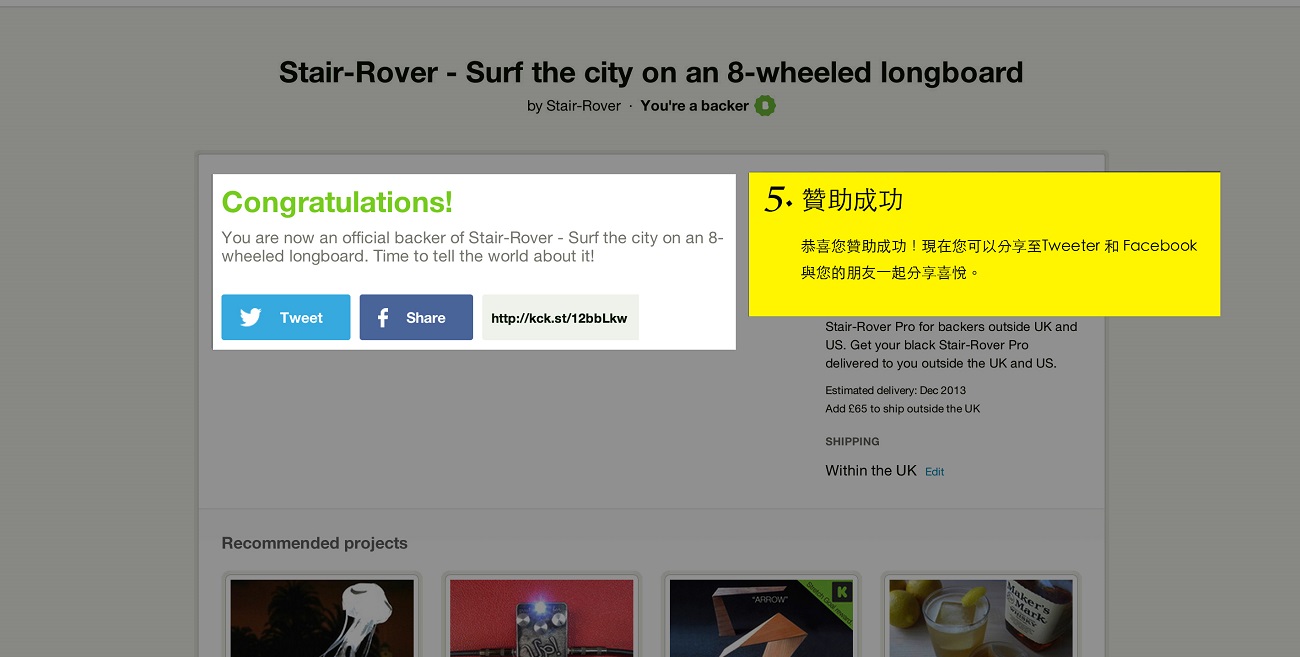 Stair-Rover - Surf the city on an 8-wheeled longboard
by Stair-Rover · You're a backer
Congratulations!
You are now an official backer of Stair-Rover - Surf the city on an 8-
wheeled longboard. Time to tell the world about it!
Tweet
Share
http://kck.st/12bbLkw
5. 贊助成功
恭喜您贊助成功！現在您可以分享至Tweeter 和 Facebook
與您的朋友一起分享喜悅。
Stair-Rover Pro for backers outside UK and
US. Get your black Stair-Rover Pro
delivered to you outside the UK and US.
Estimated delivery: Dec 2013
Add £65 to ship outside the UK
SHIPPING
Within the UK Edit
Recommended projects
Up!
"ARROW"
Stretch Goal reward
K
Maker's
Mark
WHISKY